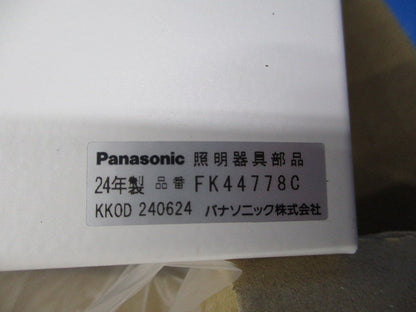 Panasonic 照明器具部品
24年製 品番 FK44778C
KKOD 240624 パナソニック株式会社